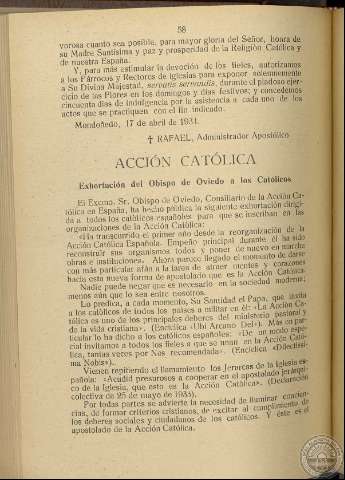 58
vorosa cuanto sea posible, para mayor gloria del Señor, honra de
su Madre Santísima y paz y prosperidad de la Religión Católica y
de nuestra España.
Y, para más estimular la devoción de los fieles, autorizamos
a los Párrocos y Rectores de Iglesias para exponer solemnemente
a Su Divina Majestad, servatis servandis, durante el piadoso ejer-
cicio de las Flores en los domingos y días festivos; y concedemos
cincuenta días de indulgencia por la asistencia a cada uno de los
actos que se practiquen con el fin indicado.
Mondoñedo, 17 de abril de 1931.
† RAFAEL, Administrador Apostólico
ACCIÓN CATÓLICA
Exhortación del Obispo de Oviedo a los Católicos
El Excmo. Sr. Obispo de Oviedo, Consiliario de la Acción Ca-
tólica en España, ha hecho pública la siguiente exhortación dirigi-
da a todos los católicos españoles para que se inscriban en las
organizaciones de la Acción Católica:
«Ha transcurrido el primer año desde la reorganización de la
Acción Católica Española. Empeño principal durante él ha sido
reconstruir sus organismos todos y poner de nuevo en marcha
obras e instituciones. Ahora parece llegado el momento de darse
con más particular afán a la tarea de atraer mentes y corazones
hacia esta nueva forma de apostolado que es la Acción Católica.
Nadie puede negar que es necesario en la sociedad moderna;
menos aún que lo sea entre nosotros.
Lo predica, a cada momento, Su Santidad el Papa, que invita
a los católicos de todos los países a militar en ella. «La Acción Ca-
tólica es uno de los principales deberes del ministerio pastoral y
de la vida cristiana». (Encíclica «Ubi Arcano Dei»). Más en par-
ticular lo ha dicho a los católicos españoles: «De un modo espe-
cial invitamos a todos los fieles a que se unan en la Acción Cató-
lica, tantas veces por Nos recomendada». (Encíclica «Dilectissi-
ma Nobis»).
Vienen repitiendo el llamamiento los Jerarcas de la Iglesia es-
pañola: «Acudid presurosos a cooperar en el apostolado jerárqui-
co de la Iglesia, que esto es la Acción Católica». (Declaración
colectiva de 25 de mayo de 1933).
Por todas partes se advierte la necesidad de iluminar concien-
cias, de formar criterios cristianos, de excitar al cumplimiento de
los deberes sociales y ciudadanos de los católicos. Y éste es el
apostolado de la Acción Católica.